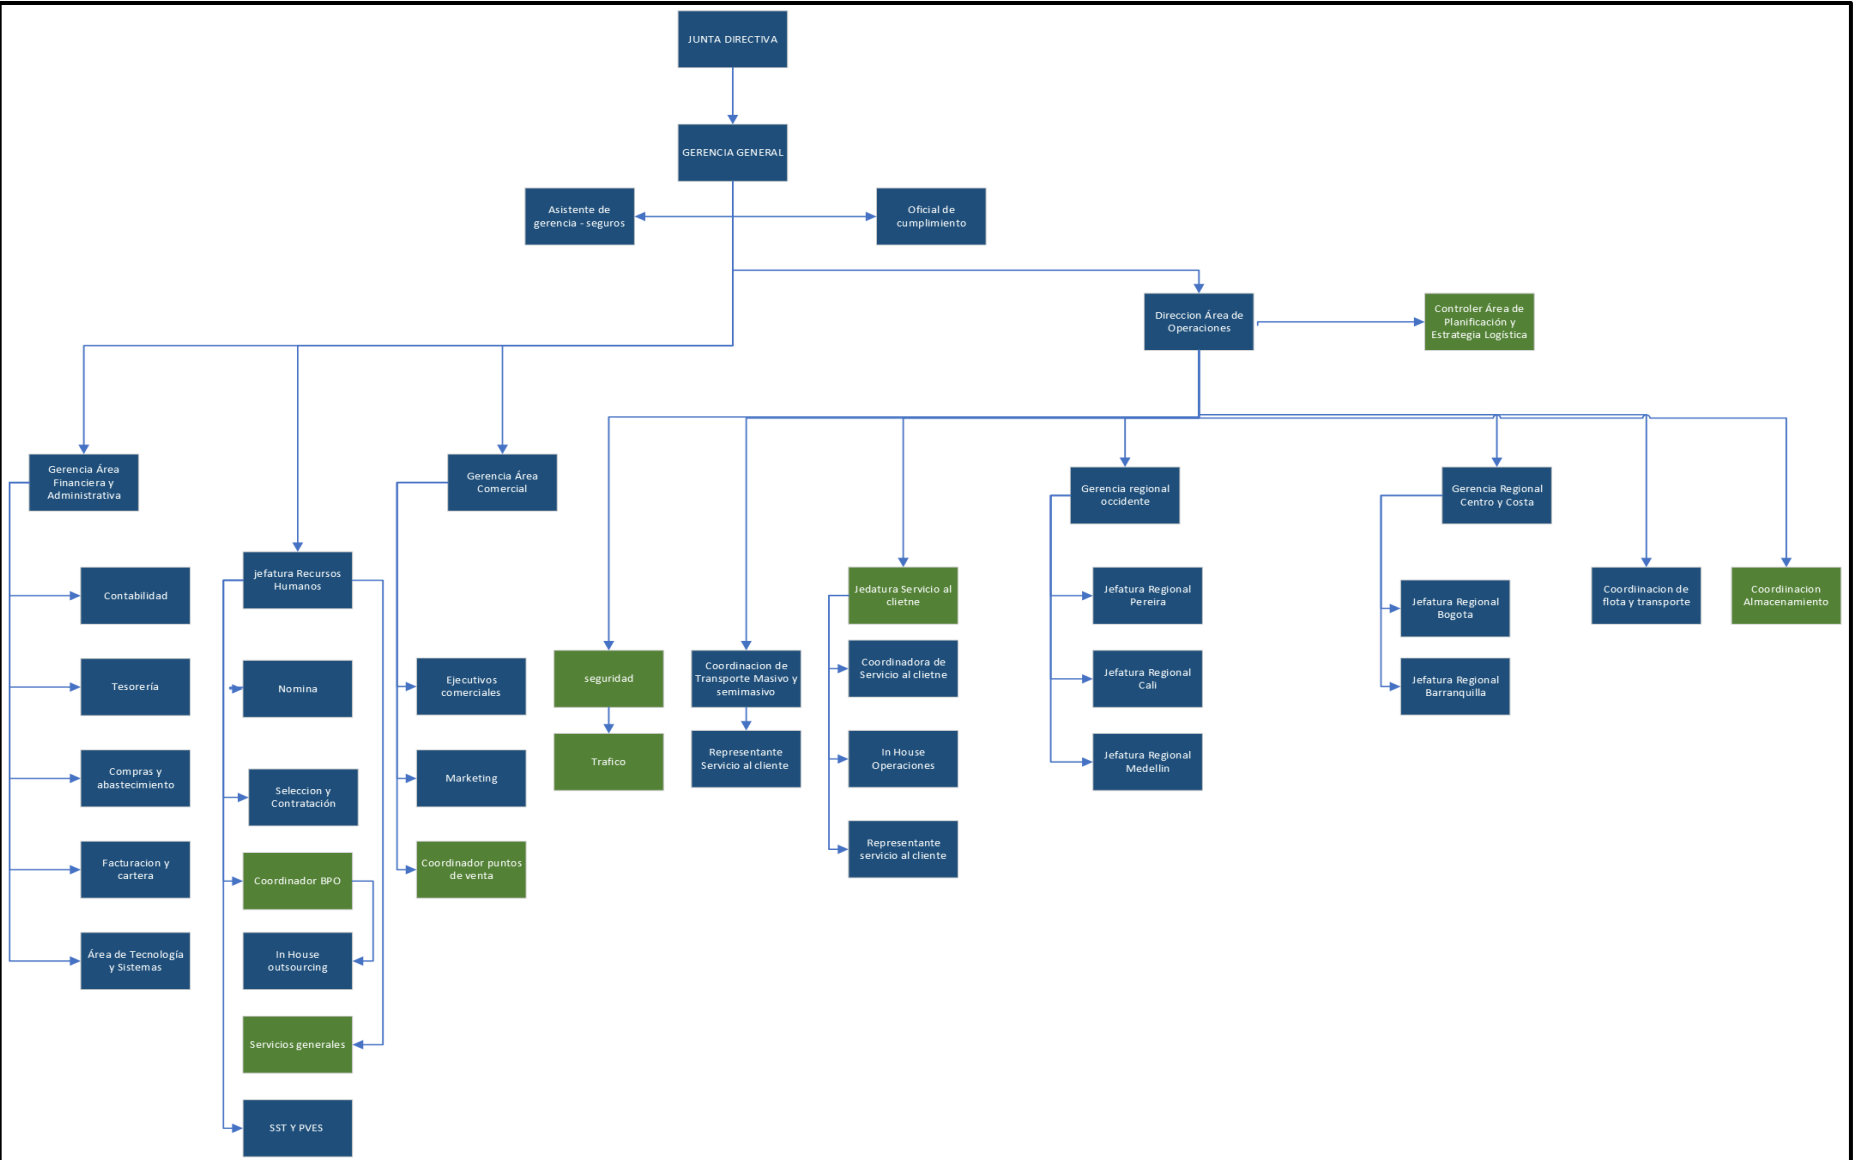 JUNTA DIRECTIVA
GERENCIA GENERAL
Asistente de
gerencia - seguros
Oficial de
cumplimiento
Direccion Área de
Operaciones
Controler Área de
Planificación y
Estrategia Logística
Gerencia Área
Financiera y
Administrativa
Gerencia Área
Comercial
Gerencia regional
occidente
Gerencia Regional
Centro y Costa
Contabilidad
jefatura Recursos
Humanos
Jedatura Servicio al
clietne
Jefatura Regional
Pereira
Jefatura Regional
Bogota
Coordiinacion de
flota y transporte
Coordiinacion
Almacenamiento
Tesorería
Nomina
Ejecutivos
comerciales
seguridad
Coordinacion de
Transporte Masivo y
semimasivo
Coordinadora de
Servicio al clietne
Jefatura Regional
Cali
Jefatura Regional
Barranquilla
Compras y
abastecimiento
Seleccion y
Contratación
Marketing
Trafico
Representante
Servicio al cliente
In House
Operaciones
Jefatura Regional
Medellin
Facturacion y
cartera
Coordinador BPO
Coordinador puntos
de venta
Representante
servicio al cliente
Área de Tecnología
y Sistemas
In House
outsourcing
Servicios generales
SST Y PVES